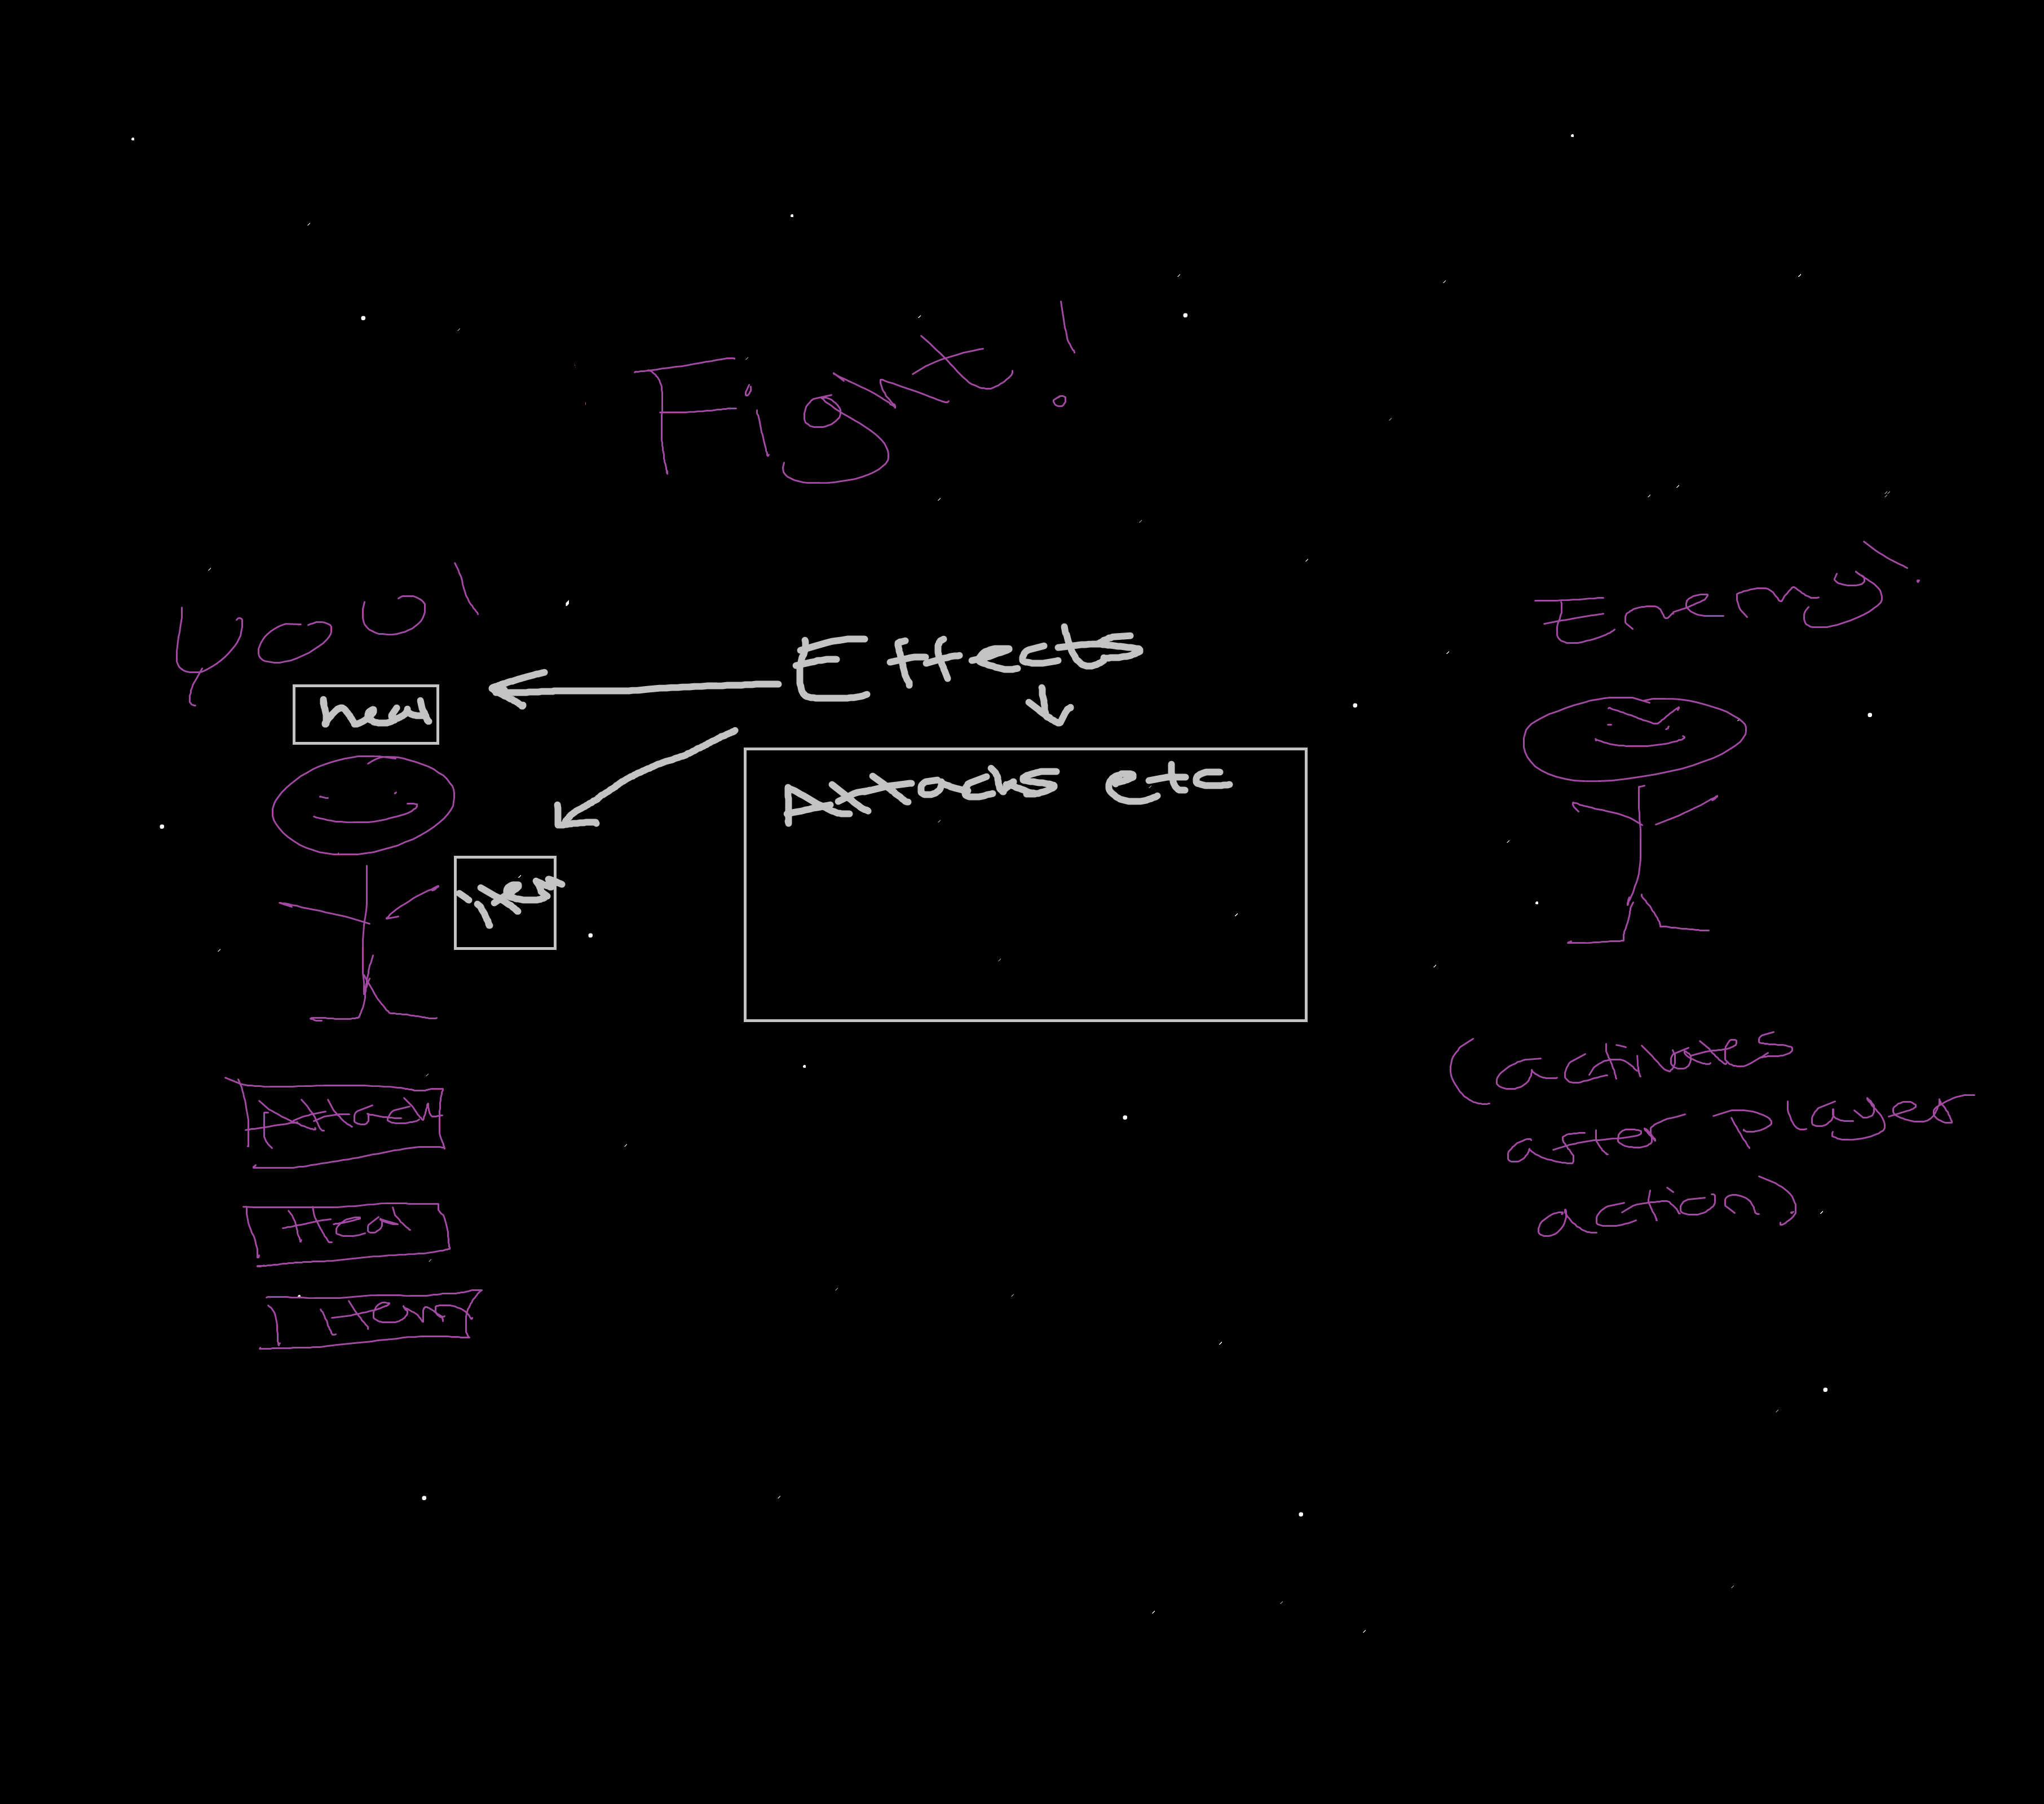 Fight!
You!
Enemy!
Effects
heal
Attacks etc
item
(activates
after player
action)
Attack
Heal
Item